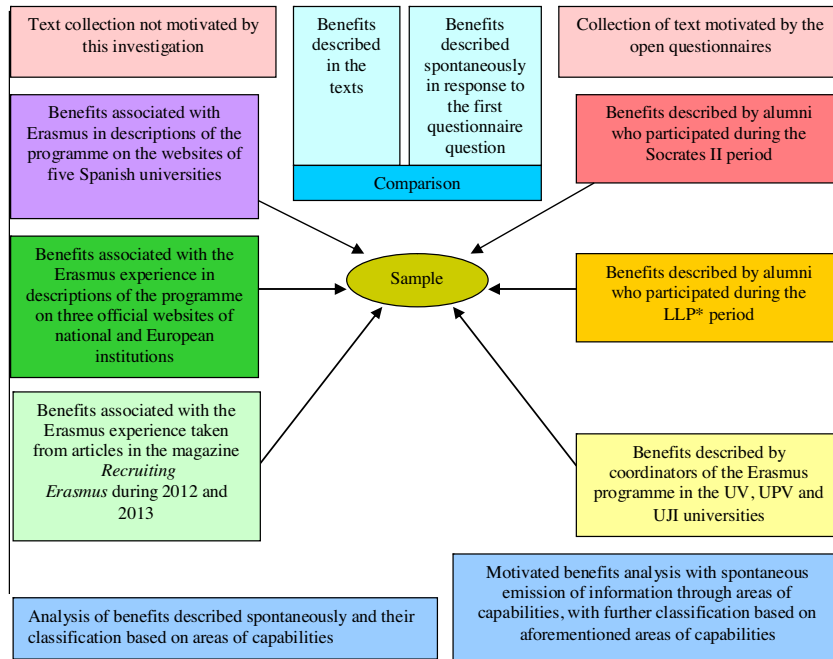 Text collection not motivated by
this investigation
Benefits
described
in the
texts
Benefits
described
spontaneously
in response to
the first
questionnaire
question
Comparison
Collection of text motivated by the
open questionnaires
Benefits associated with
Erasmus in descriptions of the
programme on the websites of
five Spanish universities
Benefits described by alumni
who participated during the
Socrates II period
Benefits associated with the
Erasmus experience in
descriptions of the programme
on three official websites of
national and European
institutions
Sample
Benefits described by alumni
who participated during the
LLP* period
Benefits associated with the
Erasmus experience taken
from articles in the magazine
Recruiting
Erasmus during 2012 and
2013
Benefits described by
coordinators of the Erasmus
programme in the UV, UPV and
UJI universities
Analysis of benefits described spontaneously and their
classification based on areas of capabilities
Motivated benefits analysis with spontaneous
emission of information through areas of
capabilities, with further classification based on
aforementioned areas of capabilities